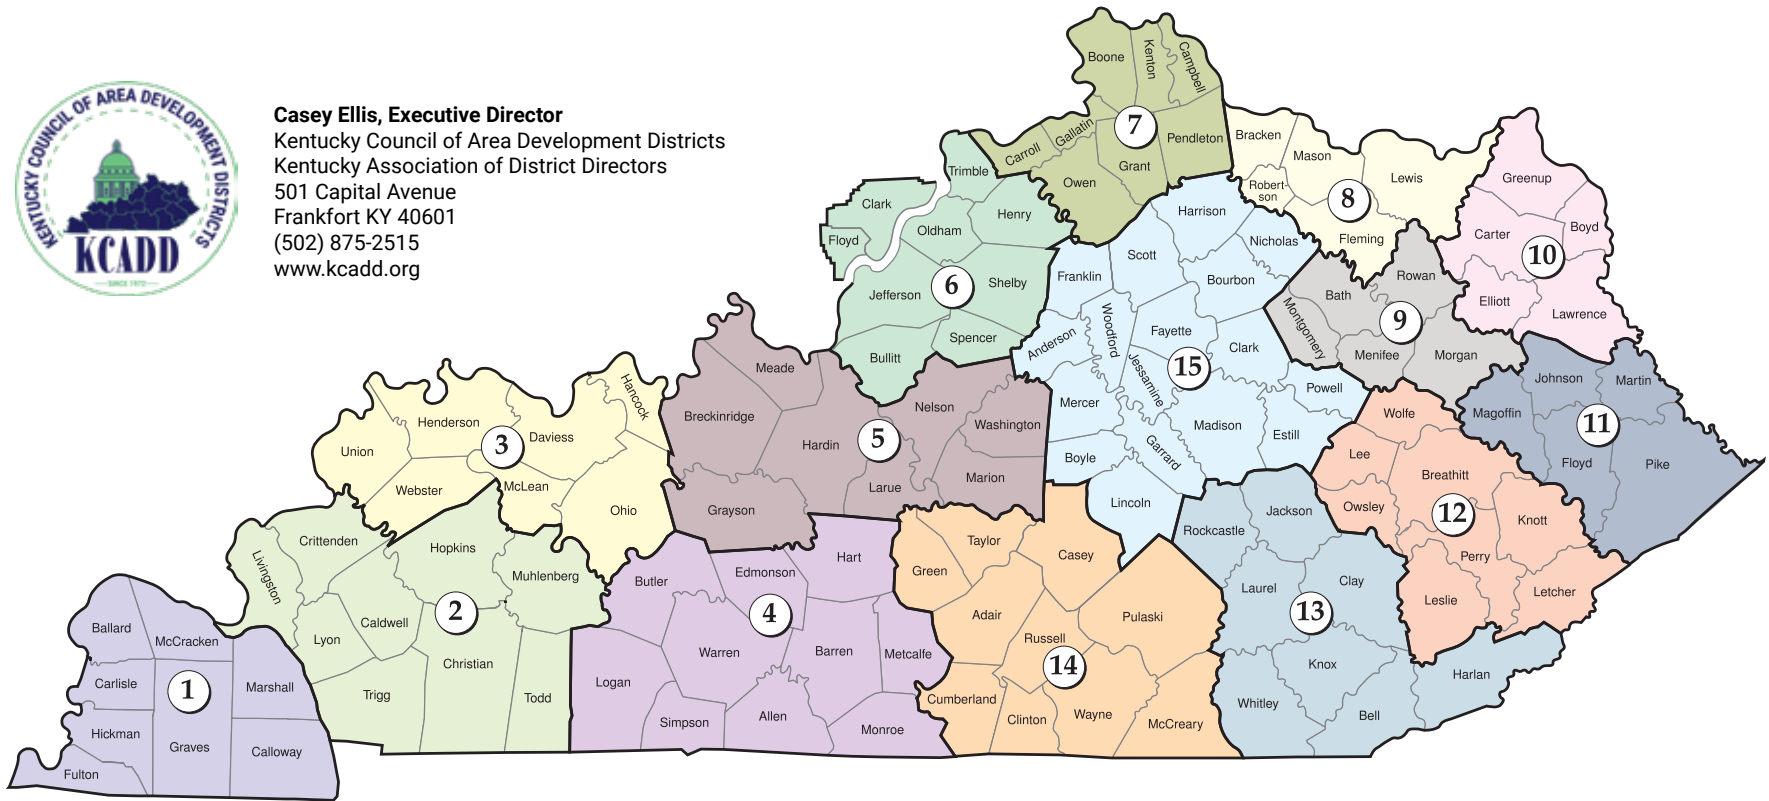 KENTUCKY COUNCIL OF AREA DEVELOPMENT DISTRICTS
KCADD
SINCE 1972
Casey Ellis, Executive Director
Kentucky Council of Area Development Districts
Kentucky Association of District Directors
501 Capital Avenue
Frankfort KY 40601
(502) 875-2515
www.kcadd.org
1
Ballard
McCracken
Carlisle
Marshall
Hickman
Graves
Calloway
Fulton
2
Crittenden
Livingston
Hopkins
Muhlenberg
Caldwell
Lyon
Christian
Trigg
Todd
3
Hancock
Henderson
Daviess
Union
Webster
McLean
Ohio
4
Butler
Edmonson
Hart
Warren
Barren
Metcalfe
Logan
Simpson
Allen
Monroe
5
Meade
Breckinridge
Hardin
Nelson
Washington
Larue
Marion
Grayson
6
Trimble
Clark
Floyd
Henry
Oldham
Jefferson
Shelby
Spencer
Bullitt
7
Boone
Kenton
Campbell
Carroll
Gallatin
Pendleton
Grant
Owen
8
Bracken
Mason
Lewis
Robert-
son
Fleming
9
Rowan
Bath
Montgomery
Menifee
Morgan
10
Greenup
Carter
Boyd
Elliott
Lawrence
11
Johnson
Martin
Magoffin
Floyd
Pike
12
Wolfe
Lee
Breathitt
Owsley
Knott
Perry
Leslie
Letcher
13
Rockcastle
Jackson
Laurel
Clay
Knox
Whitley
Bell
Harlan
14
Taylor
Casey
Green
Adair
Russell
Pulaski
Cumberland
Clinton
Wayne
McCreary
15
Harrison
Nicholas
Scott
Franklin
Bourbon
Woodford
Anderson
Fayette
Clark
Jessamine
Mercer
Powell
Madison
Estill
Boyle
Garrard
Lincoln